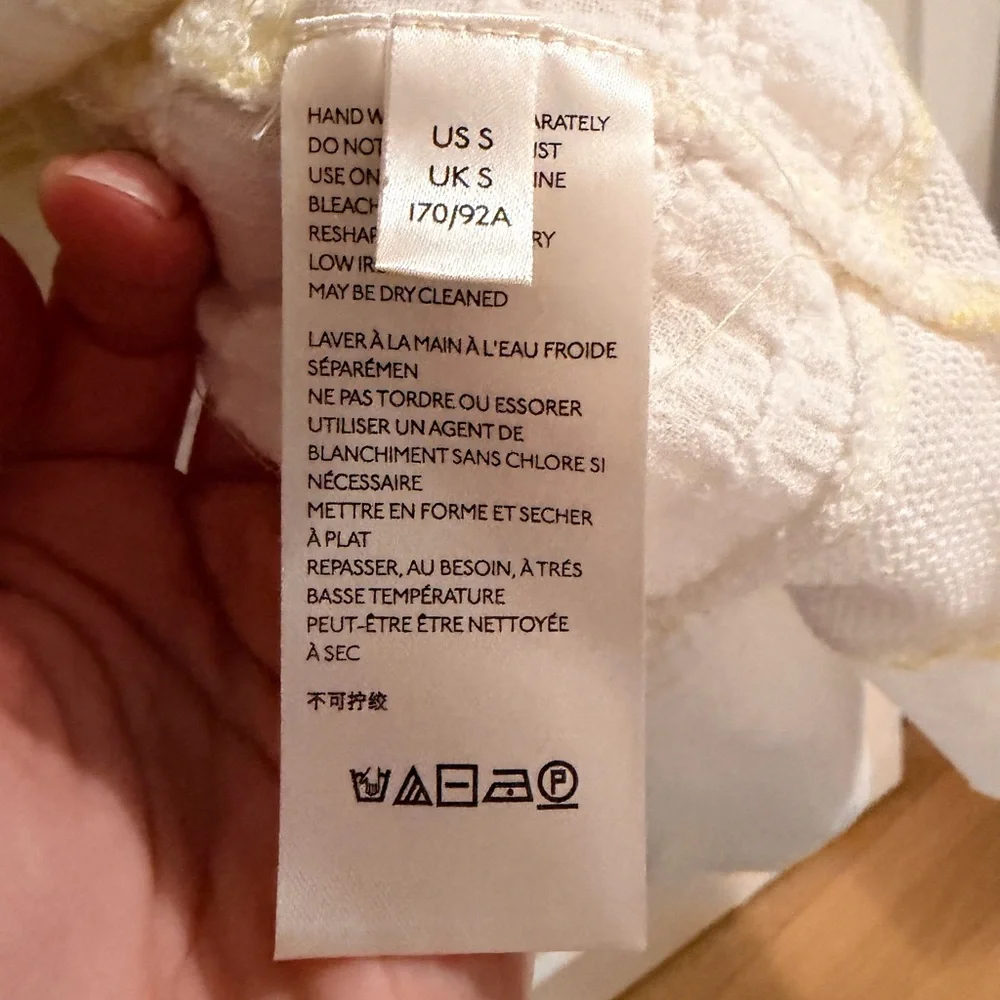 US S
UK S
170/92A
HAND W ARATELY
DO NOT IST
USE ON INE
BLEACH
RESHAP RY
LOW IR
MAY BE DRY CLEANED
LAVER À LA MAIN À L'EAU FROIDE
SÉPARÉMEN
NE PAS TORDRE OU ESSORER
UTILISER UN AGENT DE
BLANCHIMENT SANS CHLORE SI
NÉCESSAIRE
METTRE EN FORME ET SECHER
À PLAT
REPASSER, AU BESOIN, À TRÉS
BASSE TEMPÉRATURE
PEUT-ÊTRE ÊTRE NETTOYÉE
À SEC
不可拧绞
P